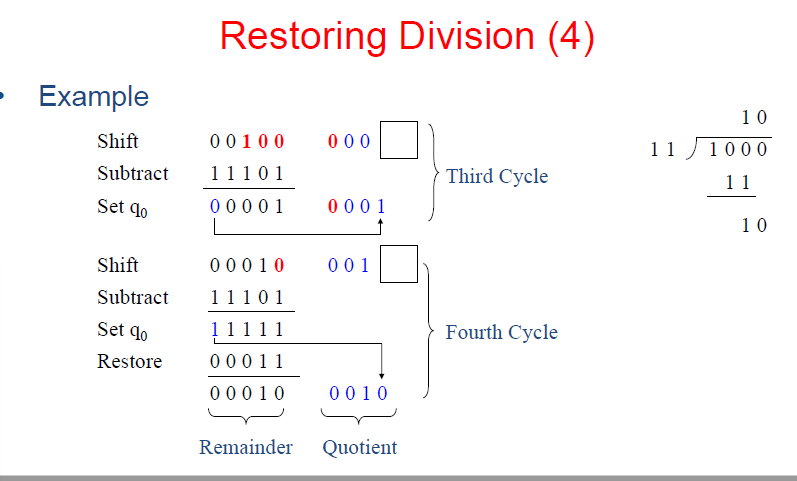 Restoring Division (4)
• Example
Shift 0 0 1 0 0 0 0 0
Subtract 1 1 1 0 1
Set q0 0 0 0 0 1 0 0 0 1
Third Cycle
Shift 0 0 0 1 0 0 0 1
Subtract 1 1 1 0 1
Set q0 1 1 1 1 1
Restore 0 0 0 1 1
0 0 0 1 0 0 0 1 0
Fourth Cycle
Remainder Quotient
1 0
1 1 1 0 0 0
1 1
1 0